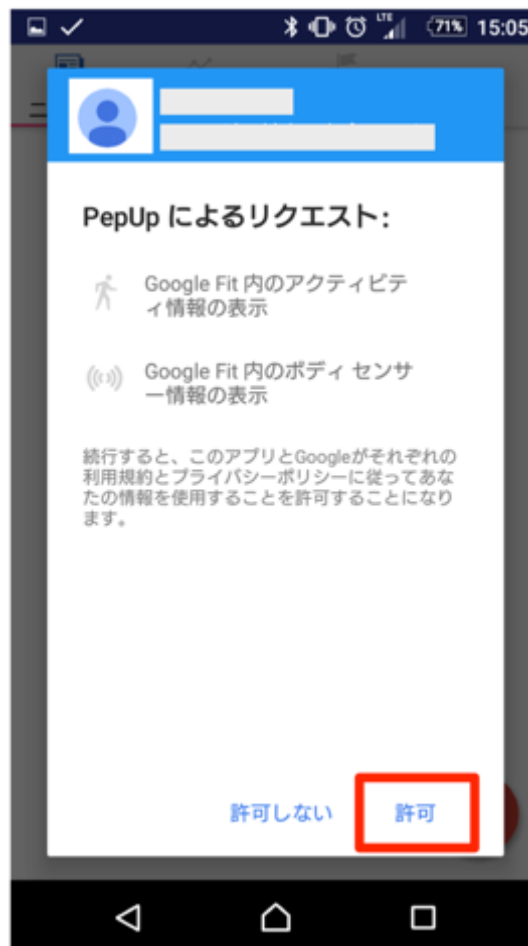 LTE
71% 15:05
PepUp によるリクエスト:
Google Fit 内のアクティビテ
ィ情報の表示
Google Fit 内のボディ センサ
ー情報の表示
続行すると、このアプリとGoogleがそれぞれの
利用規約とプライバシーポリシーに従ってあな
たの情報を使用することを許可することになり
ます。
許可しない 許可